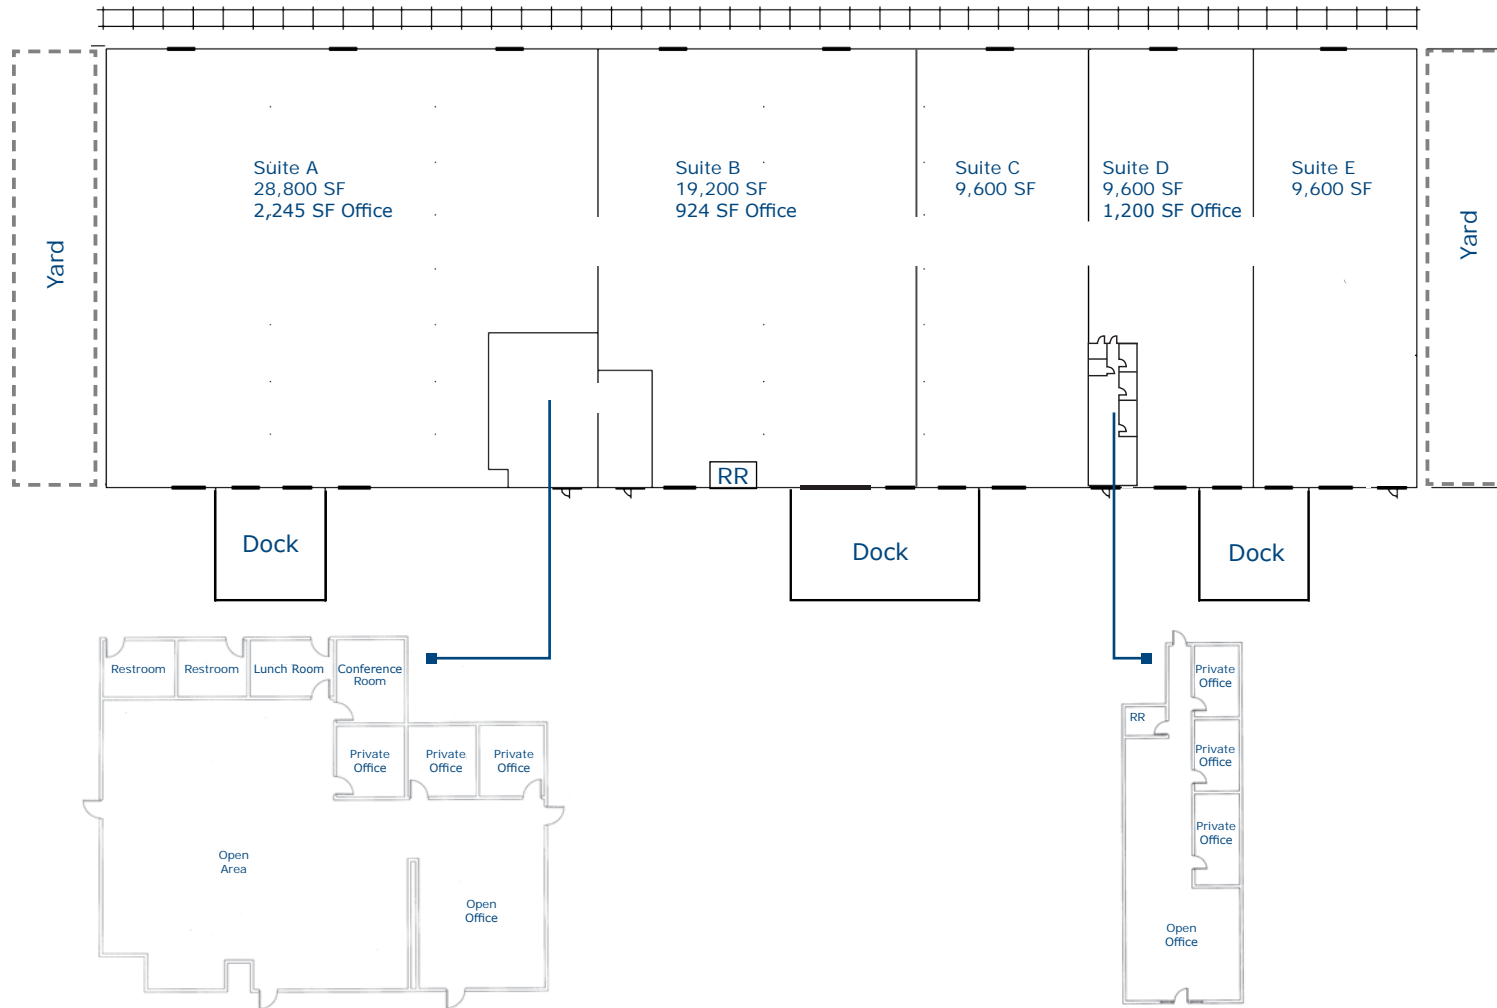 Suite A
28,800 SF
2,245 SF Office
Suite B
19,200 SF
924 SF Office
Suite C
9,600 SF
Suite D
9,600 SF
1,200 SF Office
Suite E
9,600 SF
Yard
Yard
RR
Dock
Dock
Dock
Restroom
Restroom
Lunch Room
Conference
Room
Private
Office
Private
Office
Private
Office
Open
Area
Open
Office
Private
Office
RR
Private
Office
Private
Office
Open
Office